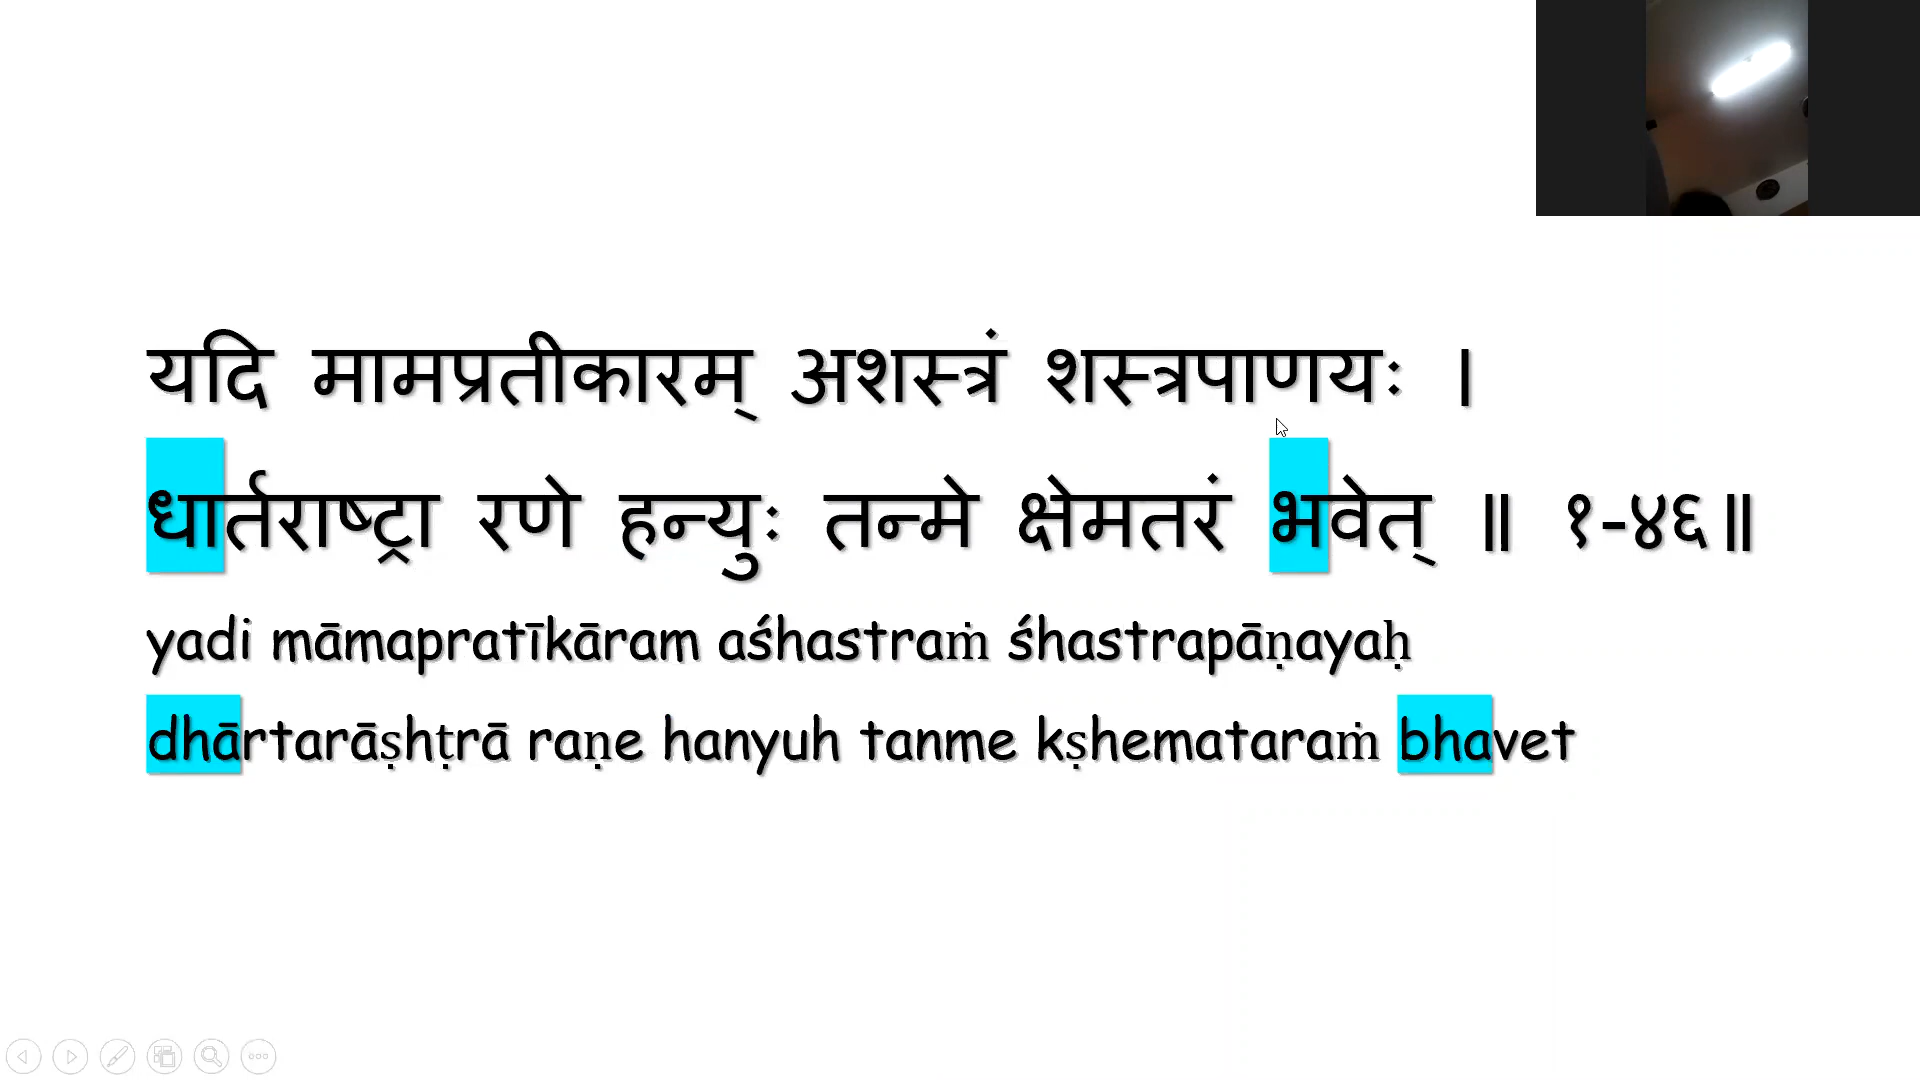 यदि मामप्रतीकारम् अशस्त्रं शस्त्रपाणयः ।
धार्तराष्ट्रा रणे हन्युः तन्मे क्षेमतरं भवेत् ॥ १-४६॥
yadi māmapratīkāram aśhastraṁ śhastrapāṇayaḥ
dhārtarāṣhṭrā raṇe hanyuh tanme kṣhemataraṁ bhavet